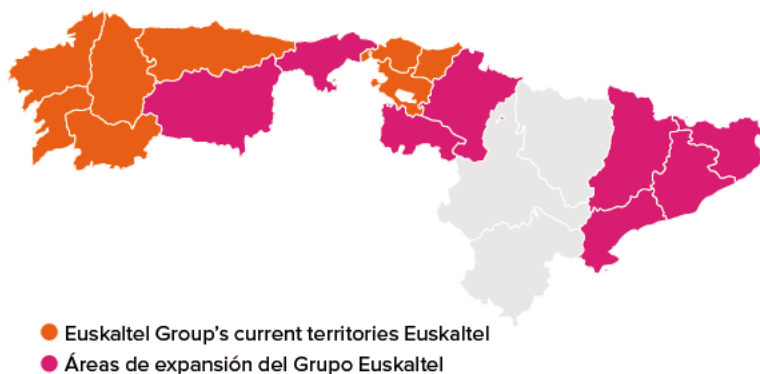 Euskaltel Group's current territories Euskaltel
Áreas de expansión del Grupo Euskaltel